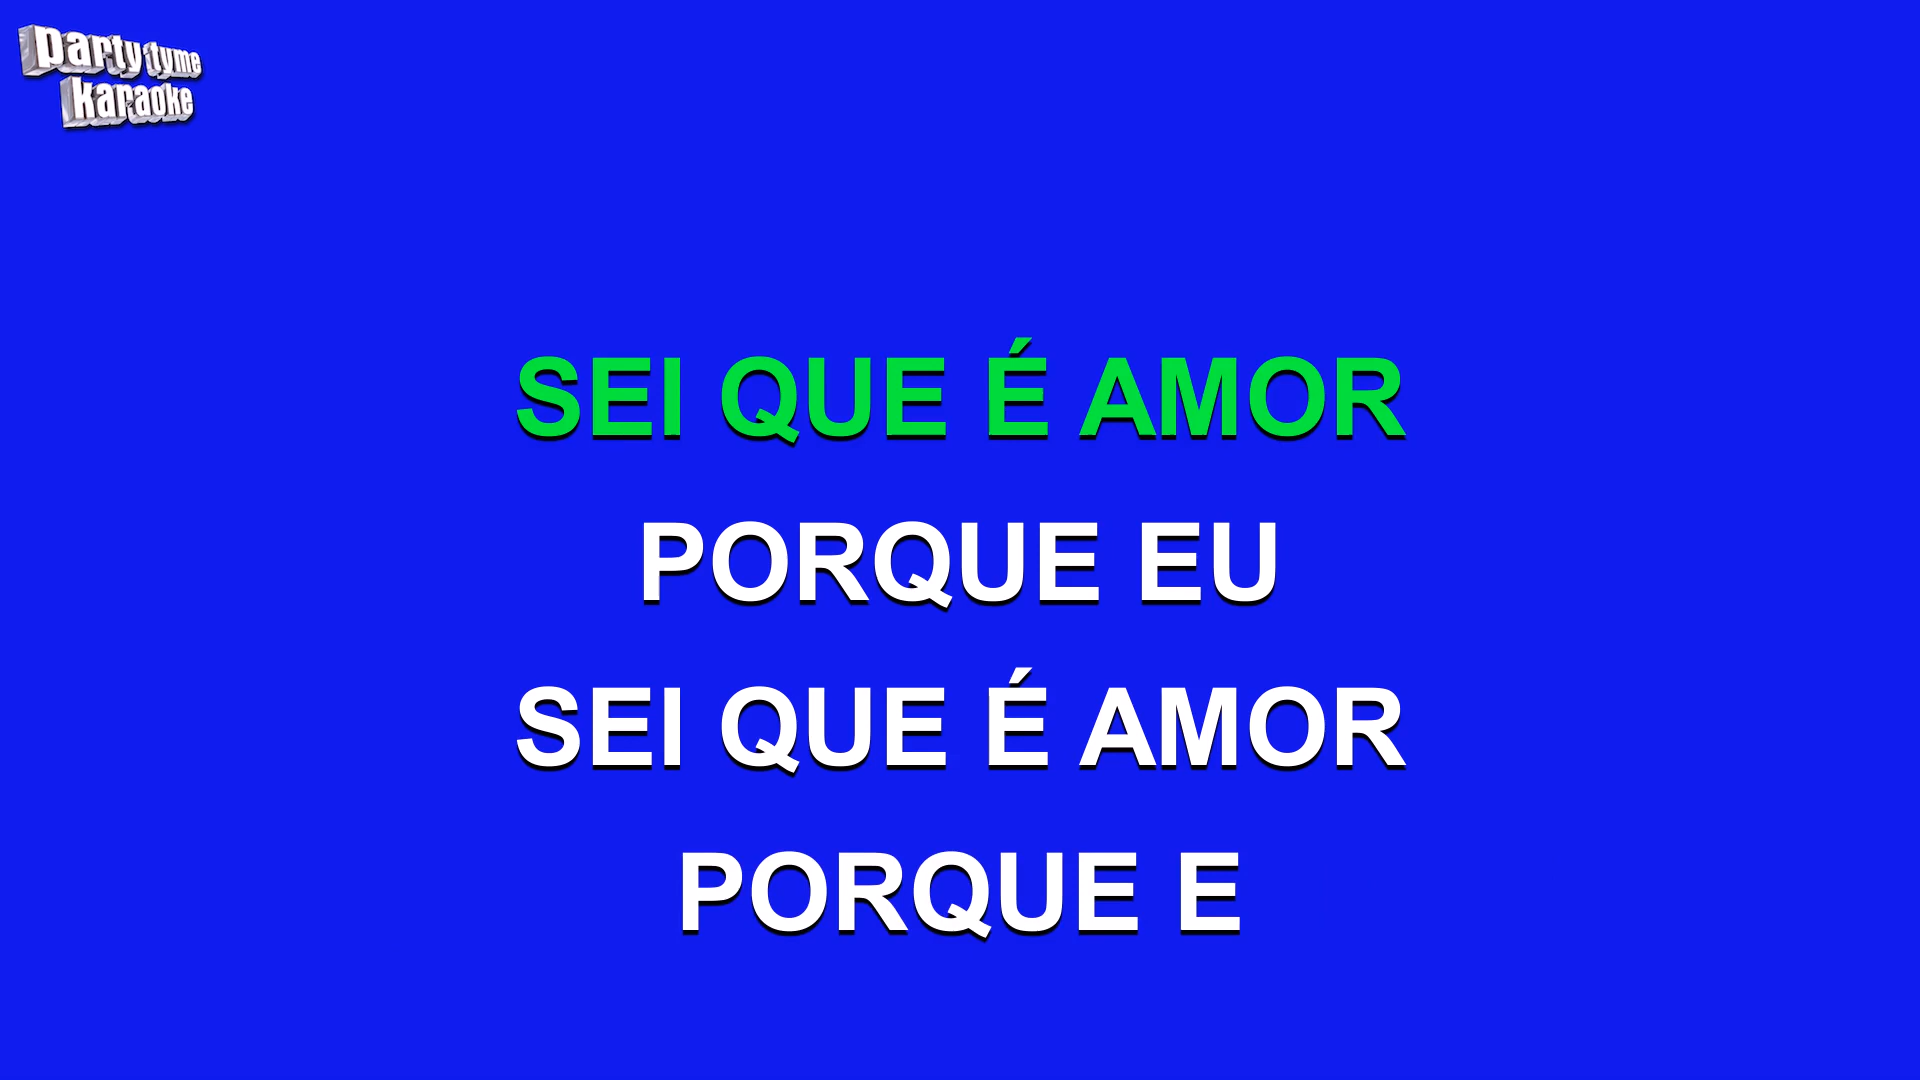 party tyme
karaoke
SEI QUE É AMOR
PORQUE EU
SEI QUE É AMOR
PORQUE E